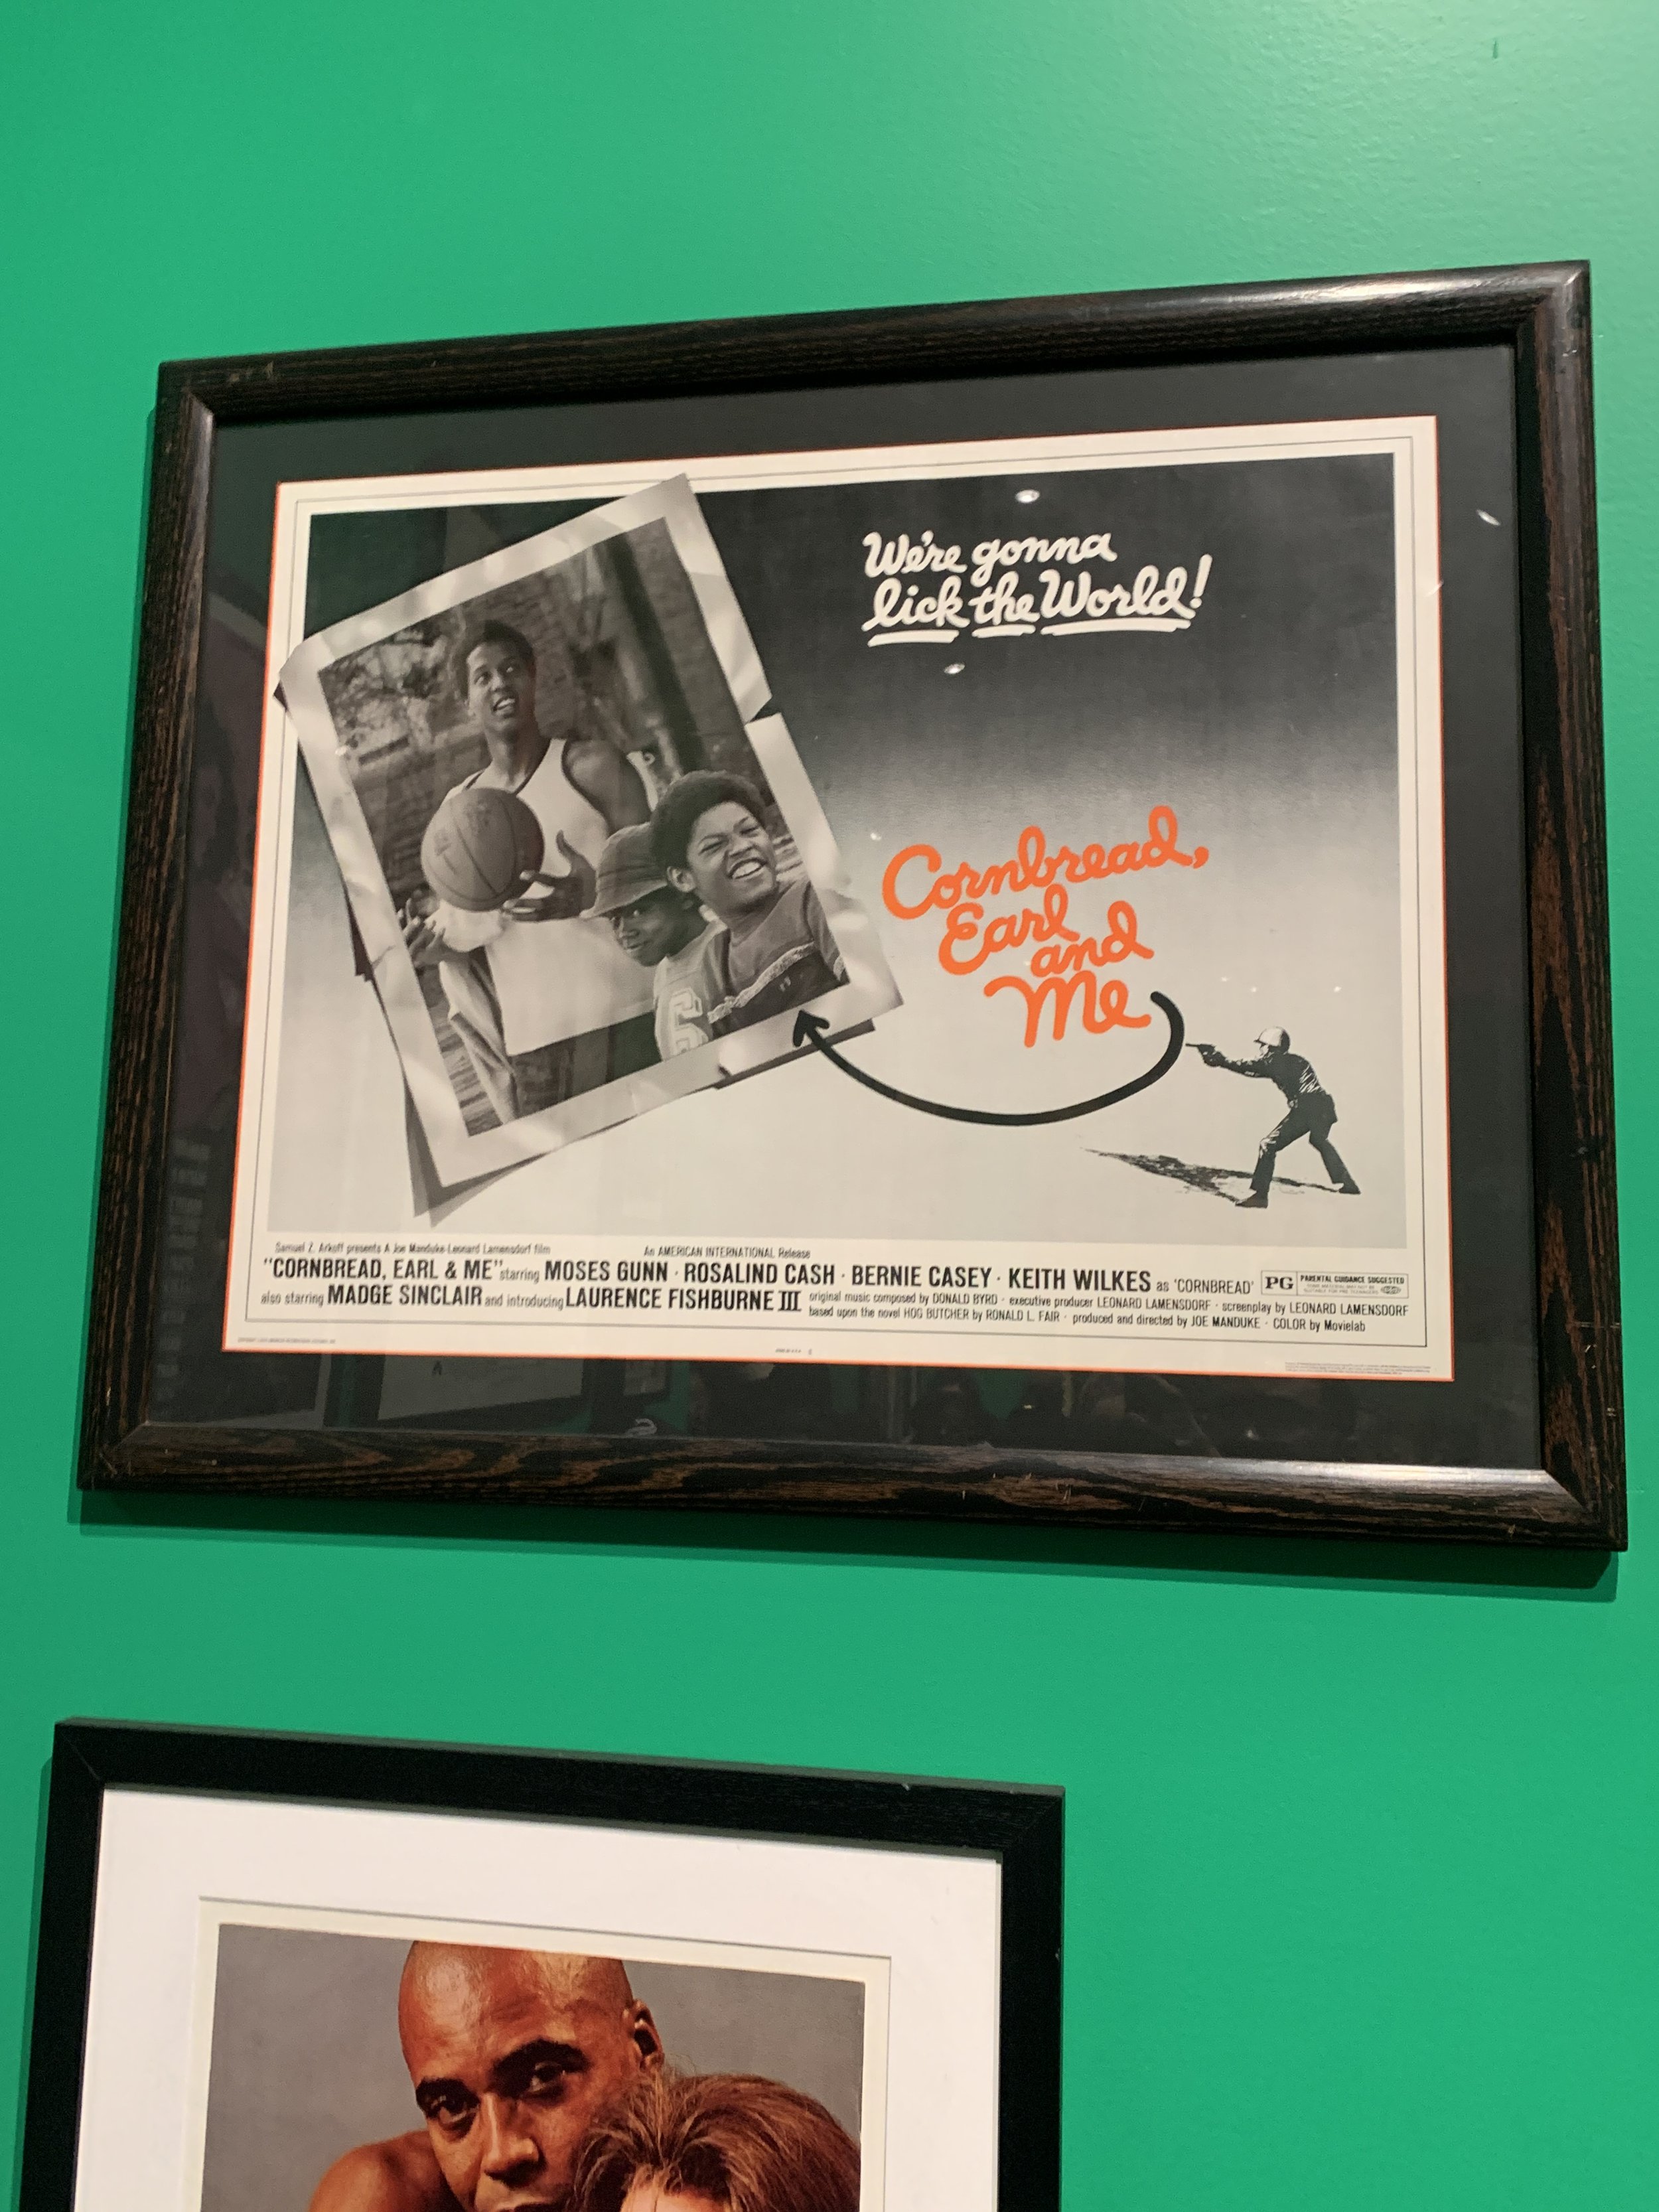 We're gonna
lick the World!
Cornbread,
Earl
and
Me
6
Samuel Z. Arkoff presents A Joe Manduke-Leonard Lamensdorf film An AMERICAN INTERNATIONAL Release
"CORNBREAD, EARL & ME" starring MOSES GUNN · ROSALIND CASH · BERNIE CASEY · KEITH WILKES as 'CORNBREAD'
PG PARENTAL GUIDANCE SUGGESTED
also starring MADGE SINCLAIR and introducing LAURENCE FISHBURNE III
original music composed by DONALD BYRD · executive producer LEONARD LAMENSDORF · screenplay by LEONARD LAMENSDORF
based upon the novel HOG BUTCHER by RONALD L. FAIR · produced and directed by JOE MANDUKE · COLOR by Movielab